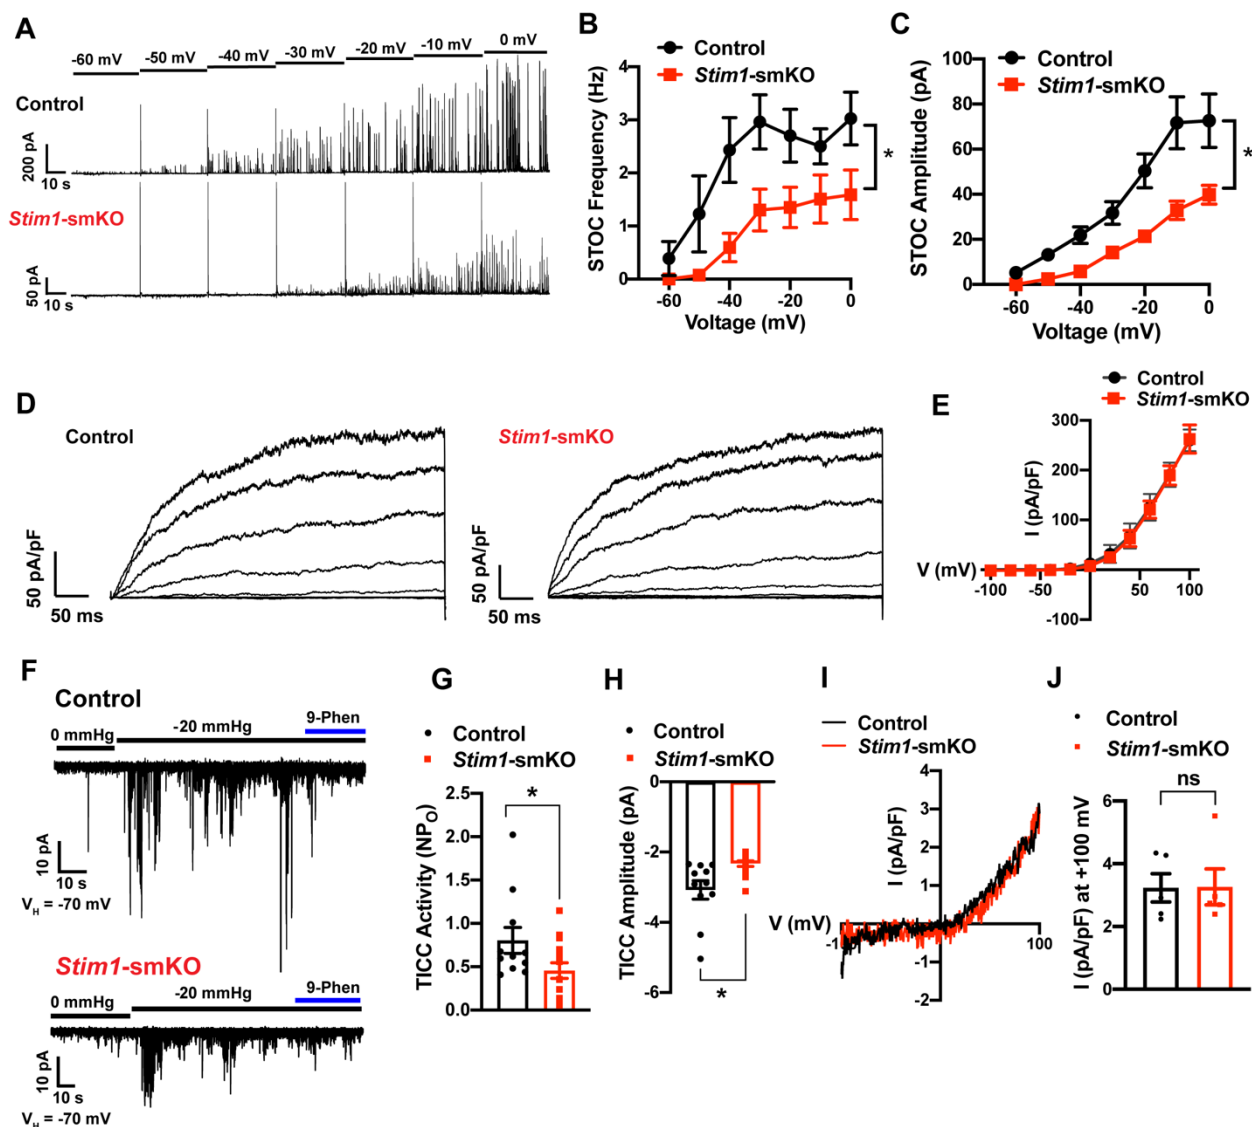 A
-60 mV
-50 mV
-40 mV
-30 mV
-20 mV
-10 mV
0 mV
Control
200 pA
10 s
Stim1-smKO
50 pA
10 s
B
Control
Stim1-smKO
STOC Frequency (Hz)
4
3
2
1
0
*
-60
-40
-20
0
Voltage (mV)
C
Control
Stim1-smKO
STOC Amplitude (pA)
100
80
60
40
20
0
*
-60
-40
-20
0
Voltage (mV)
D
Control
50 pA/pF
50 ms
Stim1-smKO
50 pA/pF
50 ms
E
Control
Stim1-smKO
I (pA/pF)
300
200
100
-100
V (mV)
-100
-50
50
100
F
Control
0 mmHg
-20 mmHg
9-Phen
10 pA
10 s
VH = -70 mV
Stim1-smKO
0 mmHg
-20 mmHg
9-Phen
10 pA
10 s
VH = -70 mV
G
Control
Stim1-smKO
TICC Activity (NPO)
2.5
2.0
1.5
1.0
0.5
0.0
*
H
Control
Stim1-smKO
TICC Amplitude (pA)
0
-2
-4
-6
*
I
Control
Stim1-smKO
I (pA/pF)
4
3
2
1
-1
-2
V (mV)
100
J
Control
Stim1-smKO
I (pA/pF) at +100 mV
6
4
2
0
ns